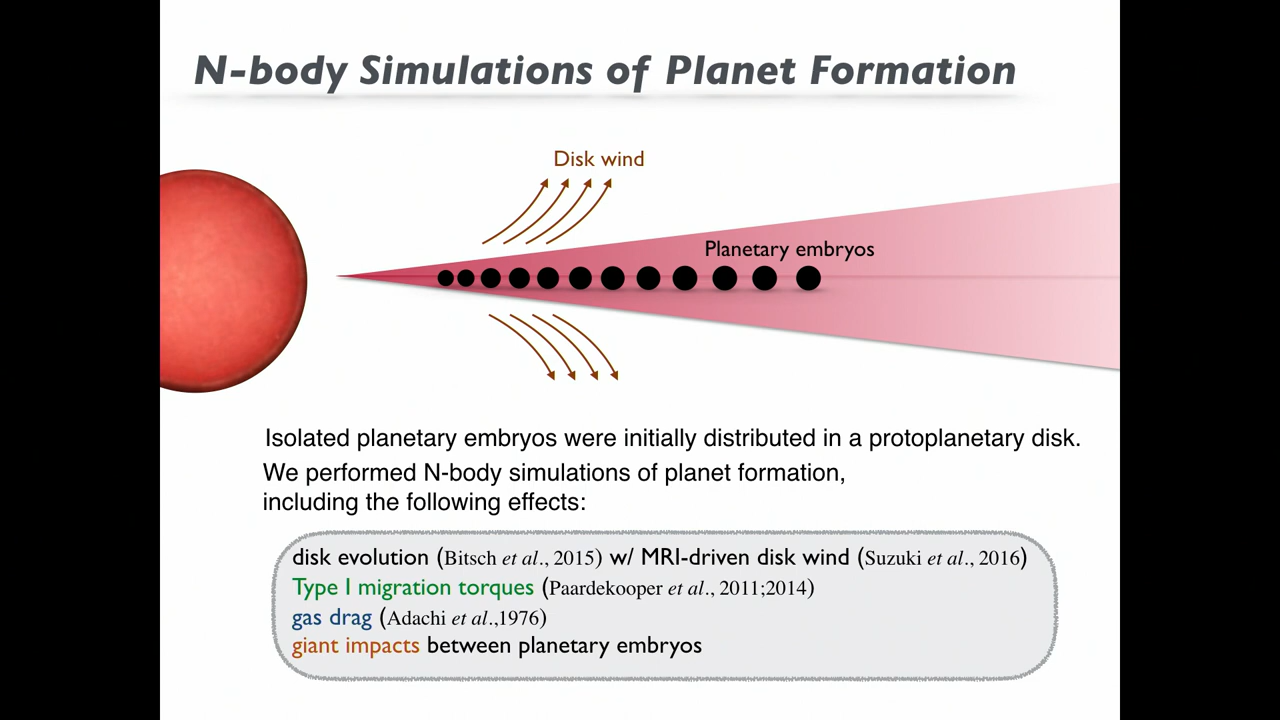 N-body Simulations of Planet Formation
Disk wind
Planetary embryos
Isolated planetary embryos were initially distributed in a protoplanetary disk.
We performed N-body simulations of planet formation,
including the following effects:
disk evolution (Bitsch et al., 2015) w/ MRI-driven disk wind (Suzuki et al., 2016)
Type I migration torques (Paardekooper et al., 2011;2014)
gas drag (Adachi et al.,1976)
giant impacts between planetary embryos